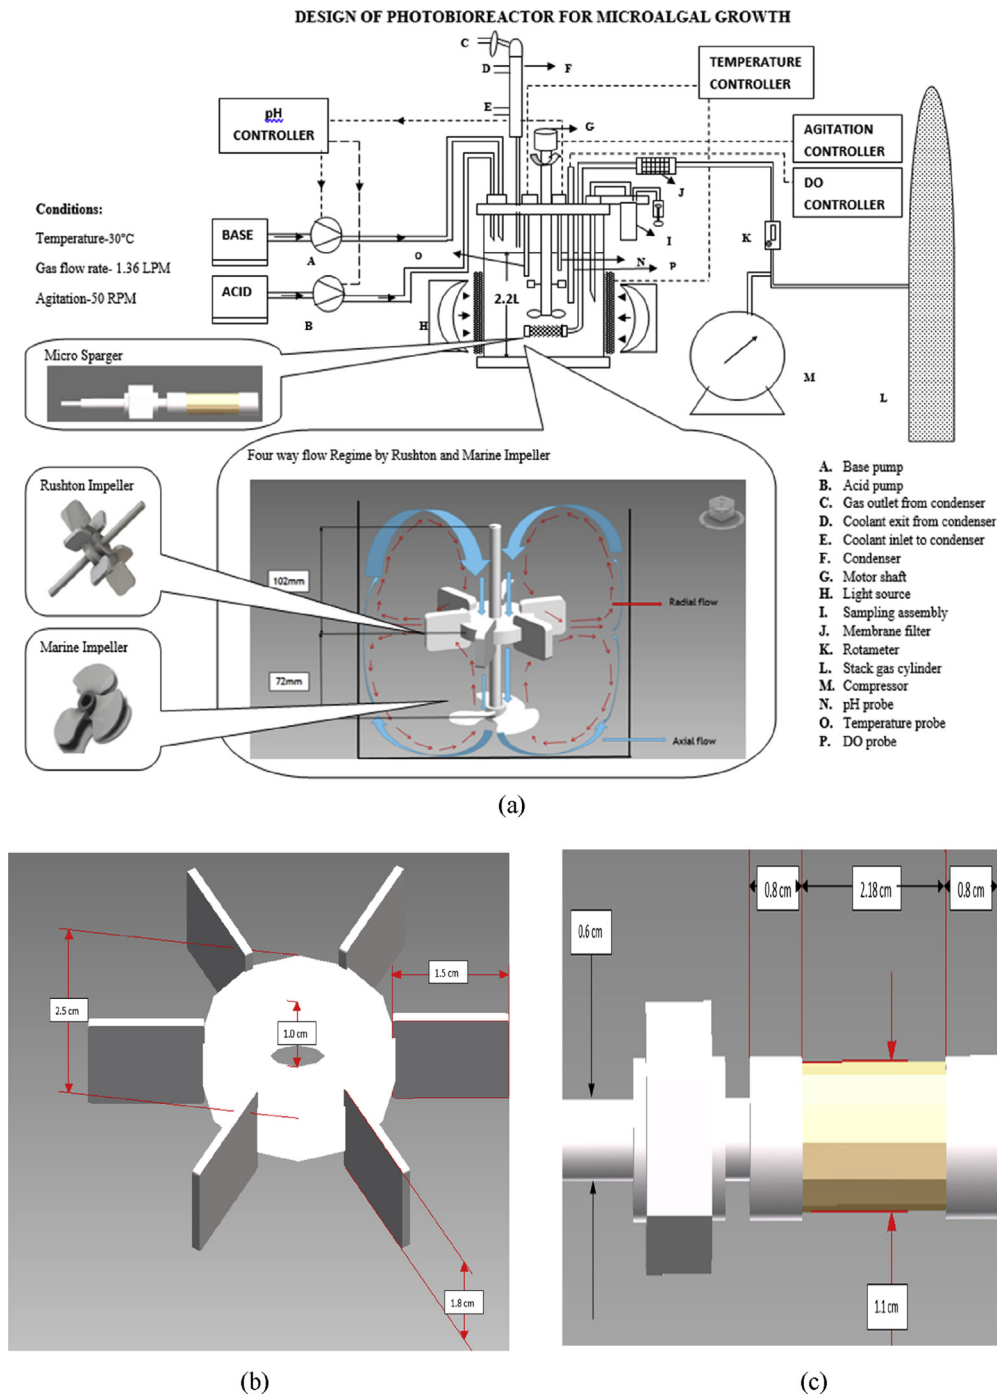 DESIGN OF PHOTOBIOREACTOR FOR MICROALGAL GROWTH
C
D
F
E
G
TEMPERATURE
CONTROLLER
pH
CONTROLLER
AGITATION
CONTROLLER
DO
CONTROLLER
Conditions:
Temperature-30°C
Gas flow rate- 1.36 LPM
Agitation-50 RPM
BASE
A
ACID
B
O
J
K
I
N
P
H
2.2L
M
L
Micro Sparger
Four way flow Regime by Rushton and Marine Impeller
Rushton Impeller
Marine Impeller
102mm
72mm
Radial flow
Axial flow
A. Base pump
B. Acid pump
C. Gas outlet from condenser
D. Coolant exit from condenser
E. Coolant inlet to condenser
F. Condenser
G. Motor shaft
H. Light source
I. Sampling assembly
J. Membrane filter
K. Rotameter
L. Stack gas cylinder
M. Compressor
N. pH probe
O. Temperature probe
P. DO probe
(a)
2.5 cm
1.0 cm
1.5 cm
1.8 cm
(b)
0.8 cm
2.18 cm
0.8 cm
0.6 cm
1.1 cm
(c)